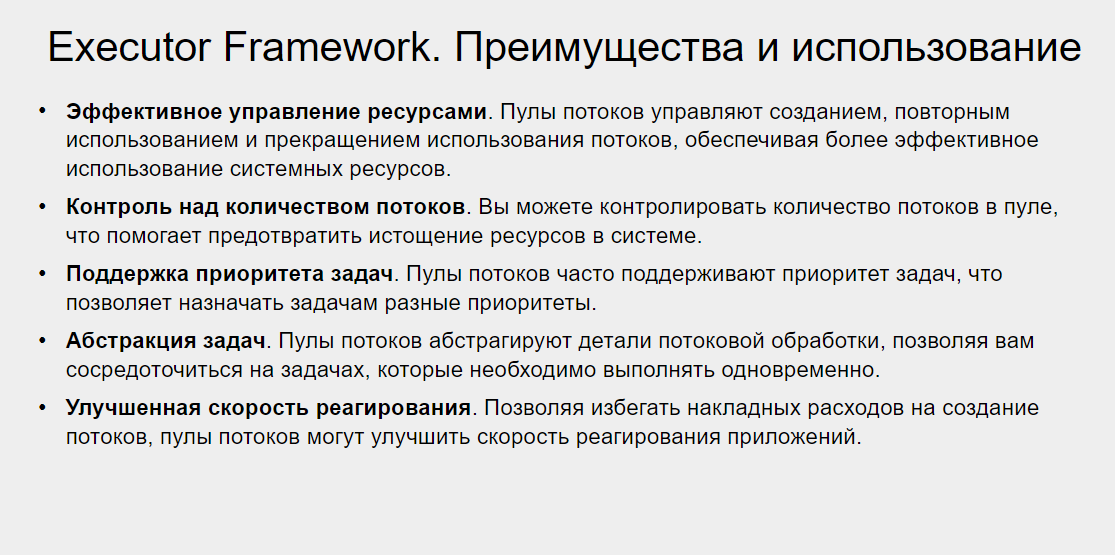 Executor Framework. Преимущества и использование
• Эффективное управление ресурсами. Пулы потоков управляют созданием, повторным
использованием и прекращением использования потоков, обеспечивая более эффективное
использование системных ресурсов.
• Контроль над количеством потоков. Вы можете контролировать количество потоков в пуле,
что помогает предотвратить истощение ресурсов в системе.
• Поддержка приоритета задач. Пулы потоков часто поддерживают приоритет задач, что
позволяет назначать задачам разные приоритеты.
• Абстракция задач. Пулы потоков абстрагируют детали потоковой обработки, позволяя вам
сосредоточиться на задачах, которые необходимо выполнять одновременно.
• Улучшенная скорость реагирования. Позволяя избегать накладных расходов на создание
потоков, пулы потоков могут улучшить скорость реагирования приложений.